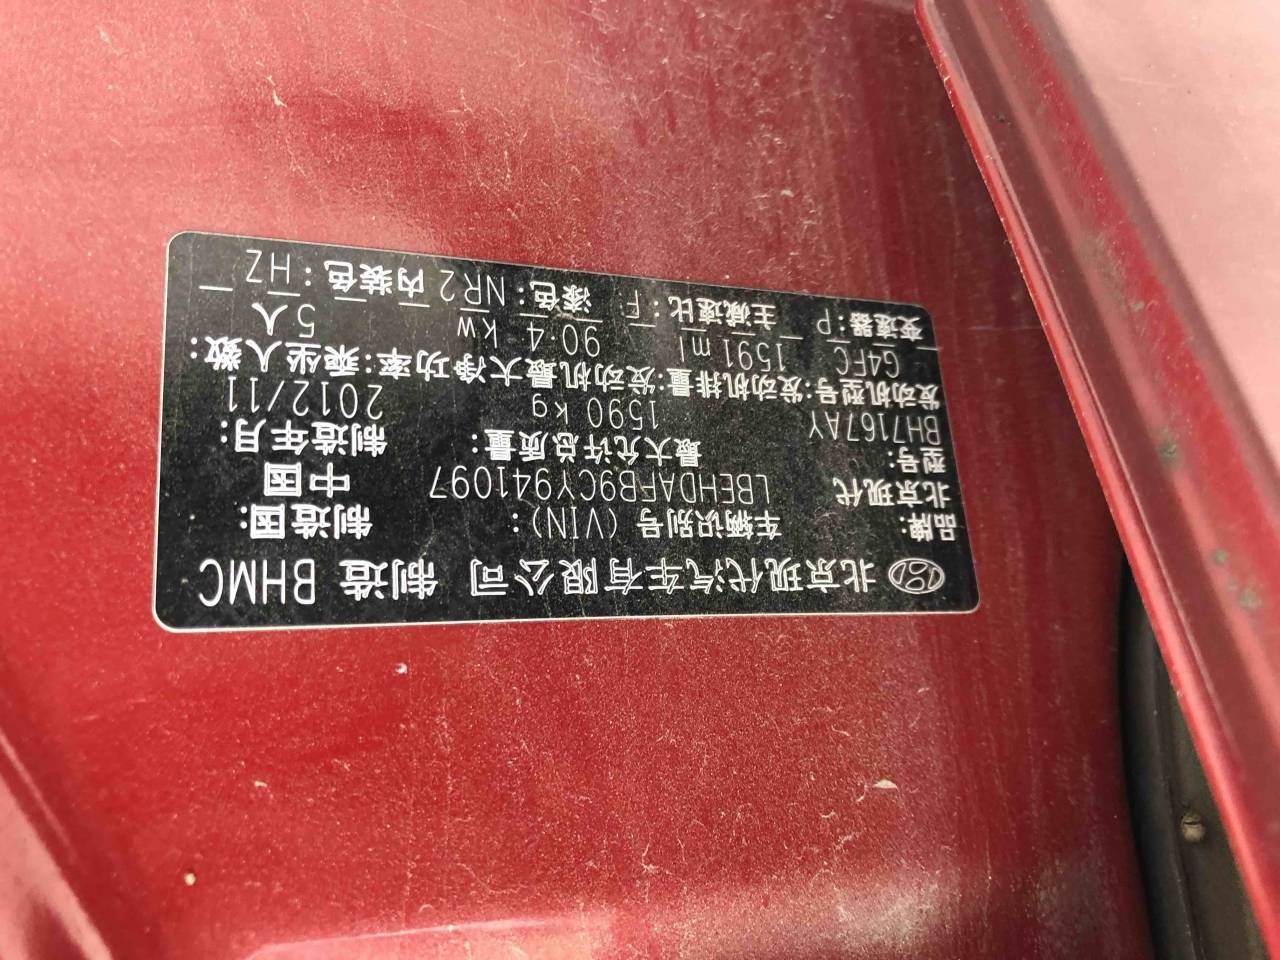 北京现代汽车有限公司 制造 BHMC
品牌: 车辆识别号 (VIN): 制造国:
北京现代 LBEHDAFB9CY941097 中国
型号: 最大允许总质量: 制造年月:
BH7167AY 1590 kg 2012/11
发动机型号: 发动机排量: 发动机最大净功率: 乘坐人数:
G4FC 1591 ml 90.4 kw 5 人
变速器: P 主减速比: F 漆色: NR2 内装色: HZ